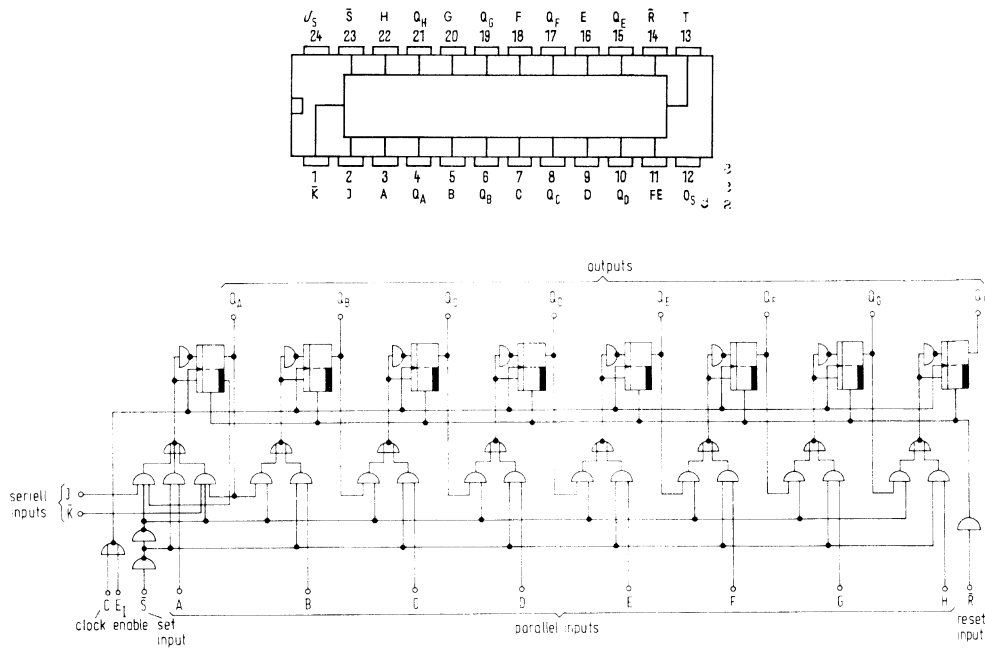 U_S S̄ H Q_H G Q_G F Q_F E Q_E R̄ T
24 23 22 21 20 19 18 17 16 15 14 13
1 2 3 4 5 6 7 8 9 10 11 12
K̄ J A Q_A B Q_B C Q_C D Q_D FE 0_S
outputs
Q_A Q_B Q_C Q_D Q_E Q_F Q_G
seriell J
inputs K̄
C E_I S̄ A B C D E F G H R̄
clock enable set parallel inputs reset
input input